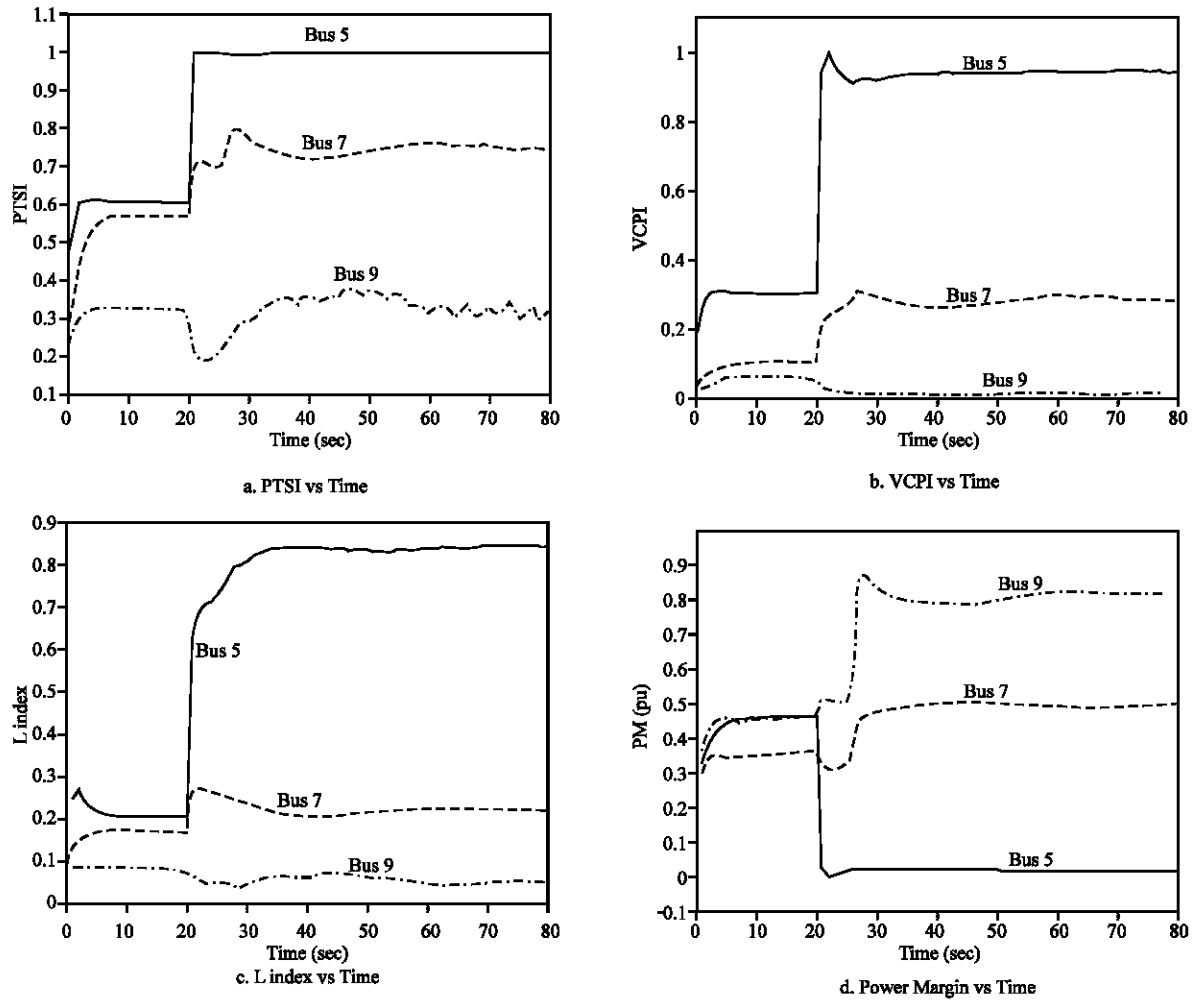 1.1
1
0.9
0.8
0.7
0.6
0.5
0.4
0.3
0.2
0.1
PTSI
Bus 5
Bus 7
Bus 9
0 10 20 30 40 50 60 70 80
Time (sec)
a. PTSI vs Time
1
0.8
0.6
0.4
0.2
0
VCPI
Bus 5
Bus 7
Bus 9
0 10 20 30 40 50 60 70 80
Time (sec)
b. VCPI vs Time
0.9
0.8
0.7
0.6
0.5
0.4
0.3
0.2
0.1
0
L index
Bus 5
Bus 7
Bus 9
0 10 20 30 40 50 60 70 80
Time (sec)
c. L index vs Time
0.9
0.8
0.7
0.6
0.5
0.4
0.3
0.2
0.1
0
-0.1
PM (pu)
Bus 9
Bus 7
Bus 5
0 10 20 30 40 50 60 70 80
Time (sec)
d. Power Margin vs Time